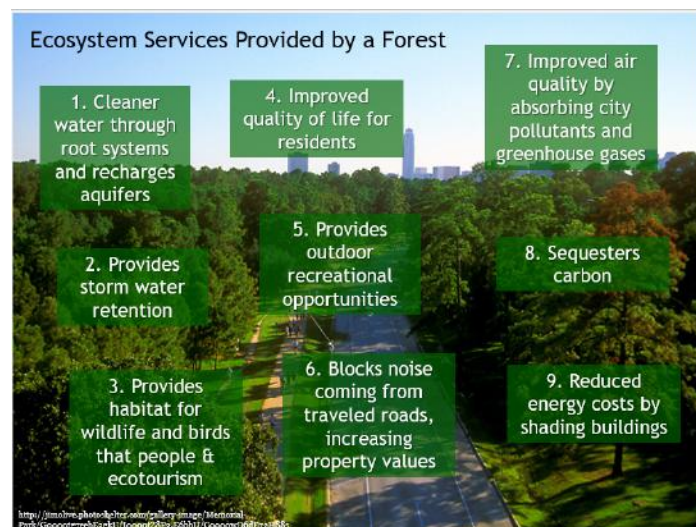 Ecosystem Services Provided by a Forest
1. Cleaner
water through
root systems
and recharges
aquifers
2. Provides
storm water
retention
3. Provides
habitat for
wildlife and birds
that people &
ecotourism
4. Improved
quality of life for
residents
5. Provides
outdoor
recreational
opportunities
6. Blocks noise
coming from
traveled roads,
increasing
property values
7. Improved air
quality by
absorbing city
pollutants and
greenhouse gases
8. Sequesters
carbon
9. Reduced
energy costs by
shading buildings